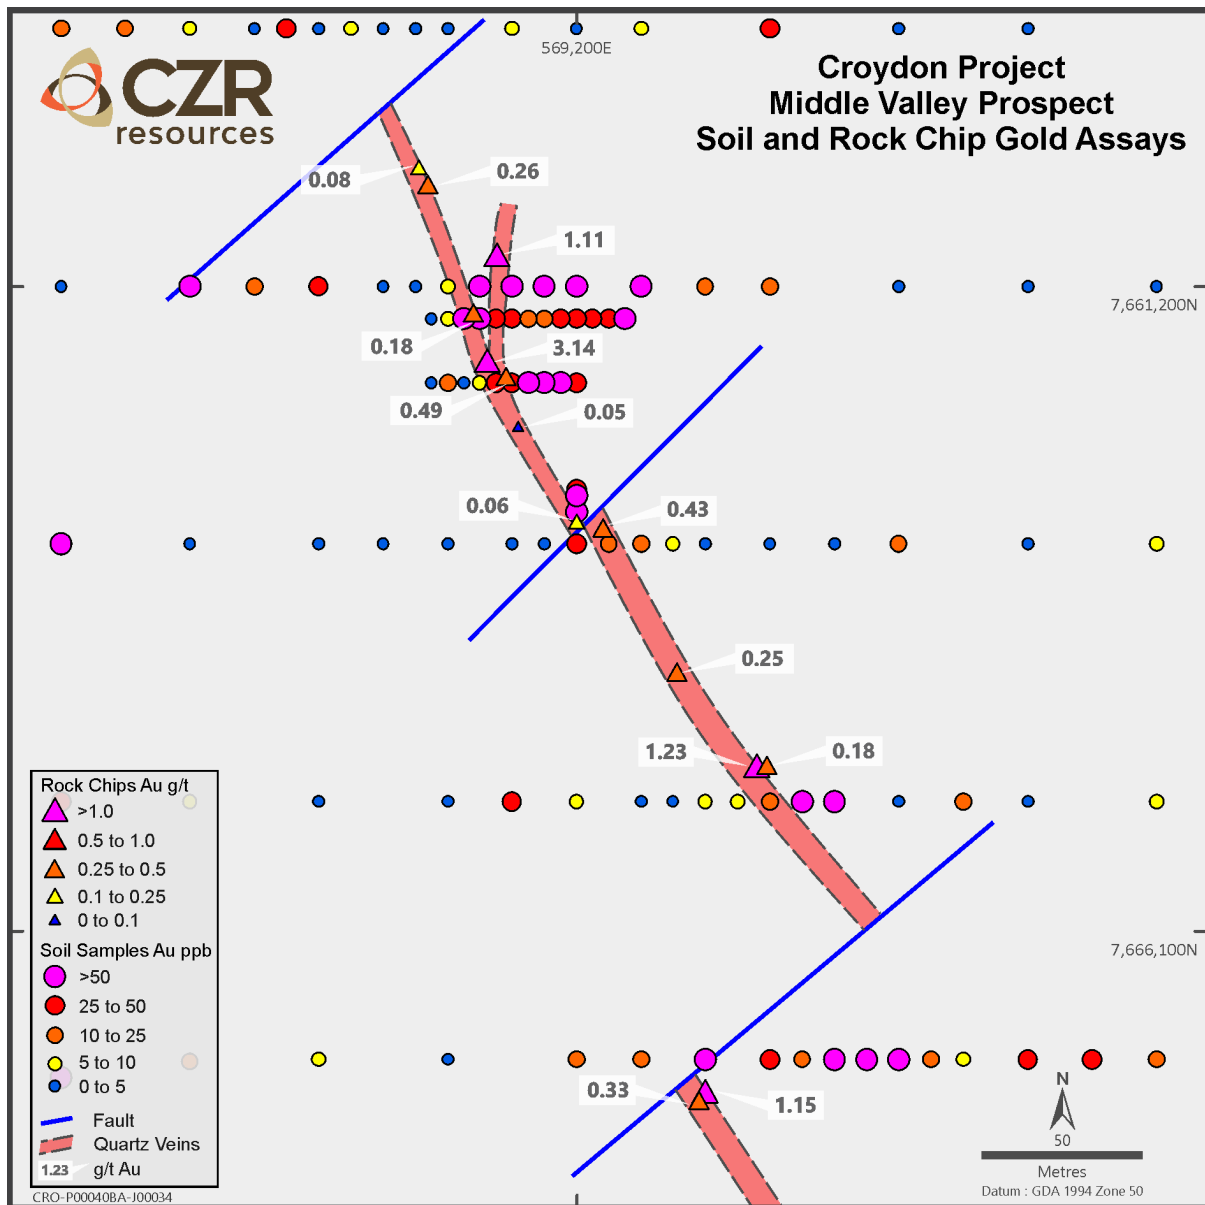 569,200E
CZR
resources
Croydon Project
Middle Valley Prospect
Soil and Rock Chip Gold Assays
0.08
0.26
1.11
7,661,200N
0.18
3.14
0.49
0.05
0.06
0.43
0.25
1.23
0.18
Rock Chips Au g/t
>1.0
0.5 to 1.0
0.25 to 0.5
0.1 to 0.25
0 to 0.1
Soil Samples Au ppb
>50
25 to 50
10 to 25
5 to 10
0 to 5
Fault
Quartz Veins
1.23 g/t Au
CRO-P00040BA-J00034
7,666,100N
0.33
1.15
N
50
Metres
Datum : GDA 1994 Zone 50